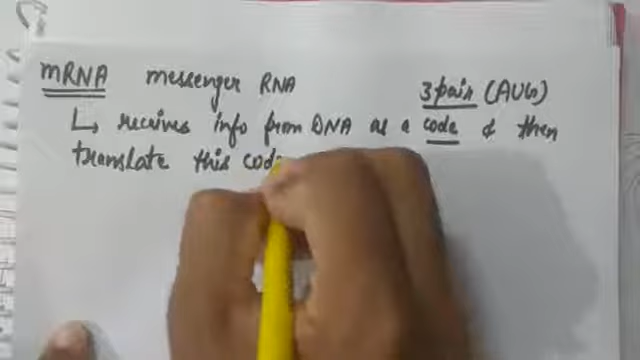 mRNA messenger RNA 3 pair (AUG)
↳ receives info from DNA as a code & then
translate this code